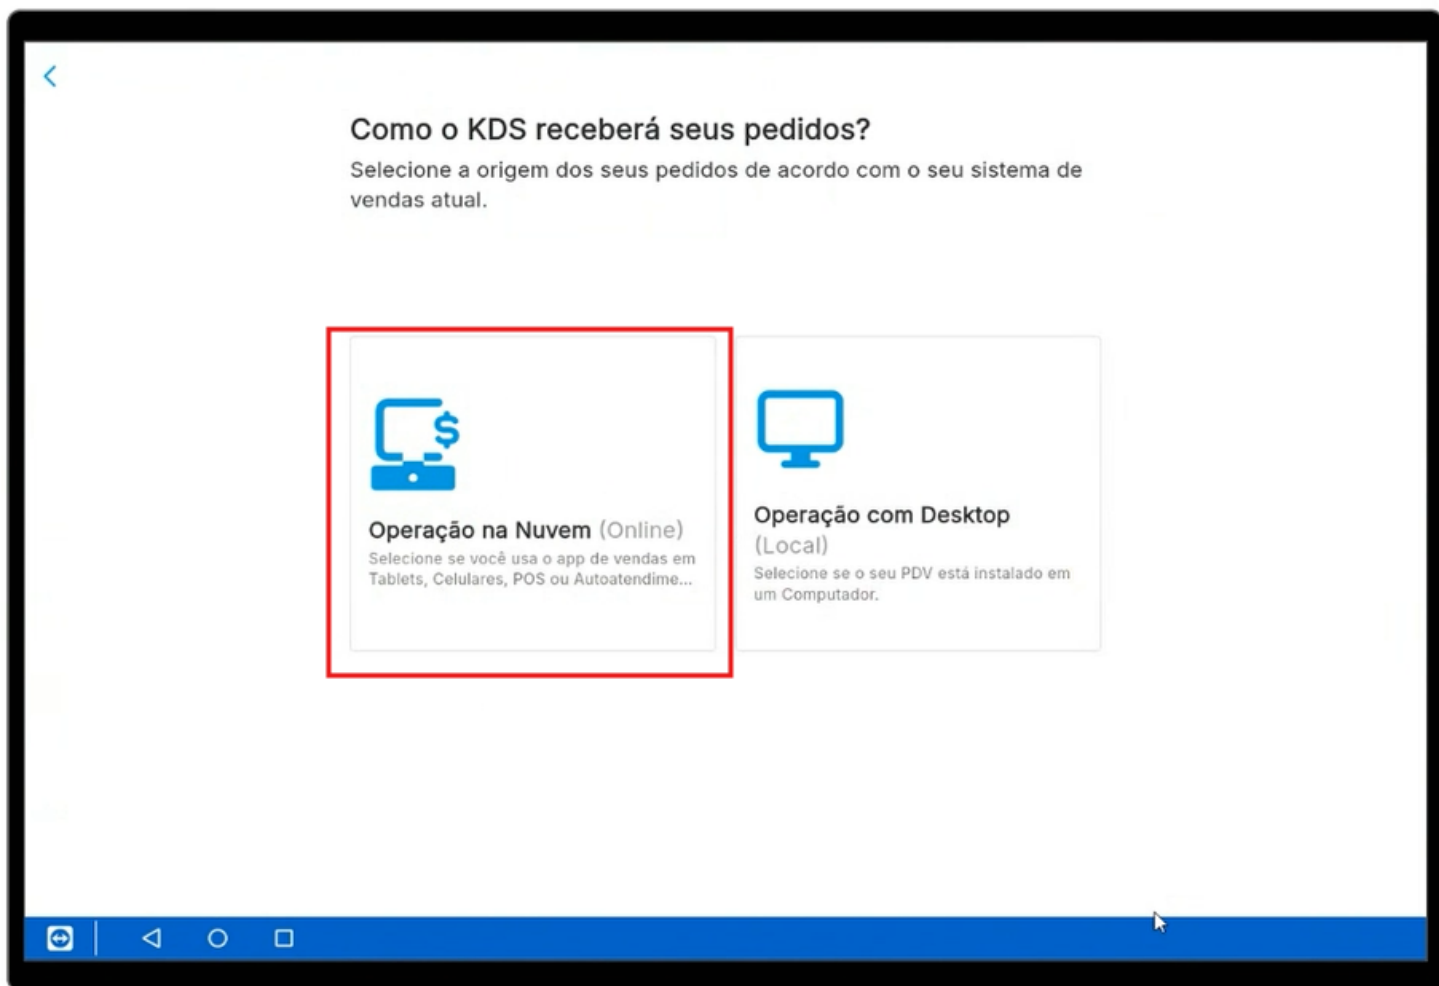 Como o KDS receberá seus pedidos?
Selecione a origem dos seus pedidos de acordo com o seu sistema de
vendas atual.
$
Operação na Nuvem (Online)
Selecione se você usa o app de vendas em
Tablets, Celulares, POS ou Autoatendime...
Operação com Desktop
(Local)
Selecione se o seu PDV está instalado em
um Computador.